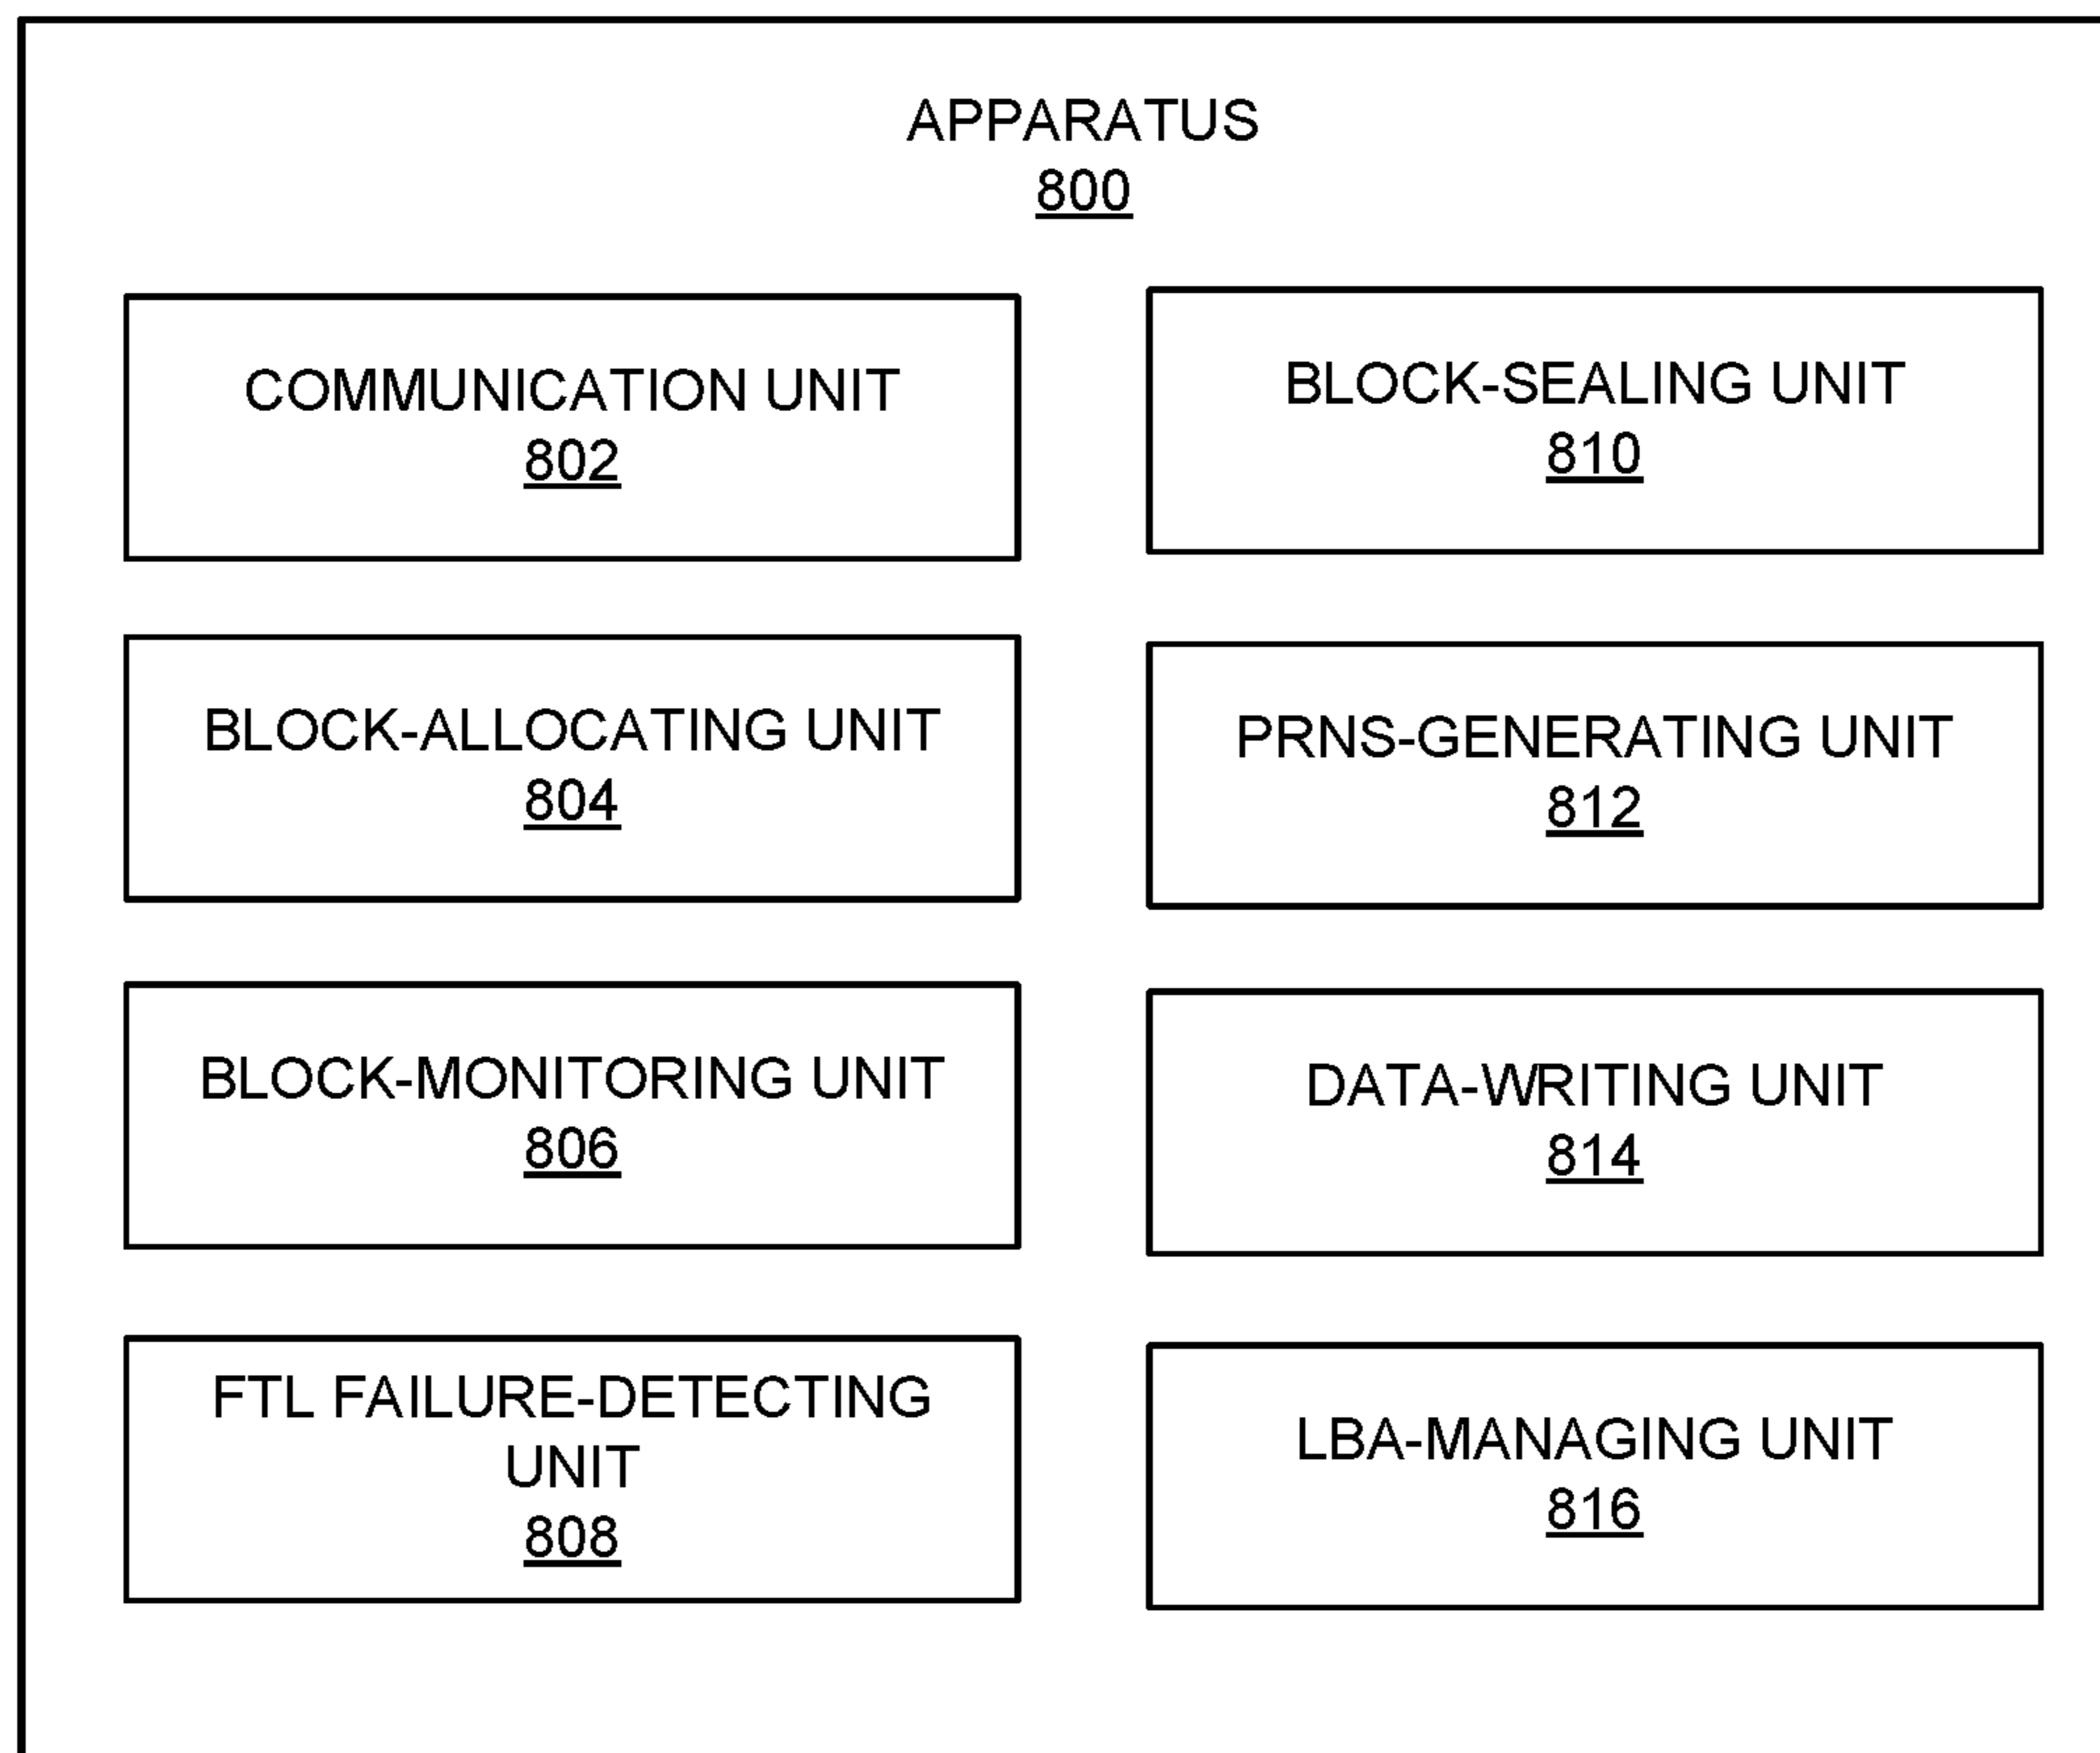 APPARATUS
800
COMMUNICATION UNIT
802
BLOCK-ALLOCATING UNIT
804
BLOCK-MONITORING UNIT
806
FTL FAILURE-DETECTING
UNIT
808
BLOCK-SEALING UNIT
810
PRNS-GENERATING UNIT
812
DATA-WRITING UNIT
814
LBA-MANAGING UNIT
816